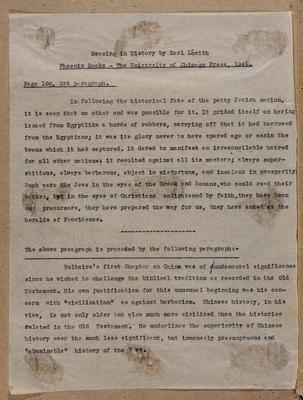 Meaning in History by Karl Löwith
Phoenix Books - The University of Chicago Press, 1949.
Page 106, 2nd paragraph.
In following the historical fate of the petty Jewish nation,
it is seen that no other end was possible for it. It prided itself on having
issued from Egyptlike a horde of robbers, carrying off that it had borrowed
from the Egyptians; it was its glory never to have spared age or sexin the
towns which it had captured. It dared to manifest an irreconcilable hatred
for all other nations; it revolted against all its masters; always super-
stitious, always barbarous, abject in misfortune, and insolent in prosperity.
Such were the Jews in the eyes of the Greek and Romans,who could read their
books; but in the eyes of Christians enlightened by faith,they have been
our precursors, they have prepared the way for us, they have acted as the
heralds of Providence.
--------------------
The above paragraph is preceded by the following paragraph:-
Voltaire's first Chapter on China was of fundamental significance
since he wished to challenge the biblical tradition as recorded in the Old
Testament. His own justification for this unusual beginning was his con-
cern with "civilization" as against barbarism. Chinese history, in his
view, is not only older but also much more civilized than the histories
related in the Old Testament. He underlines the superiority of Chinese
history over the much less significant, but immensely presumptuous and
"abominable" history of the Jews.